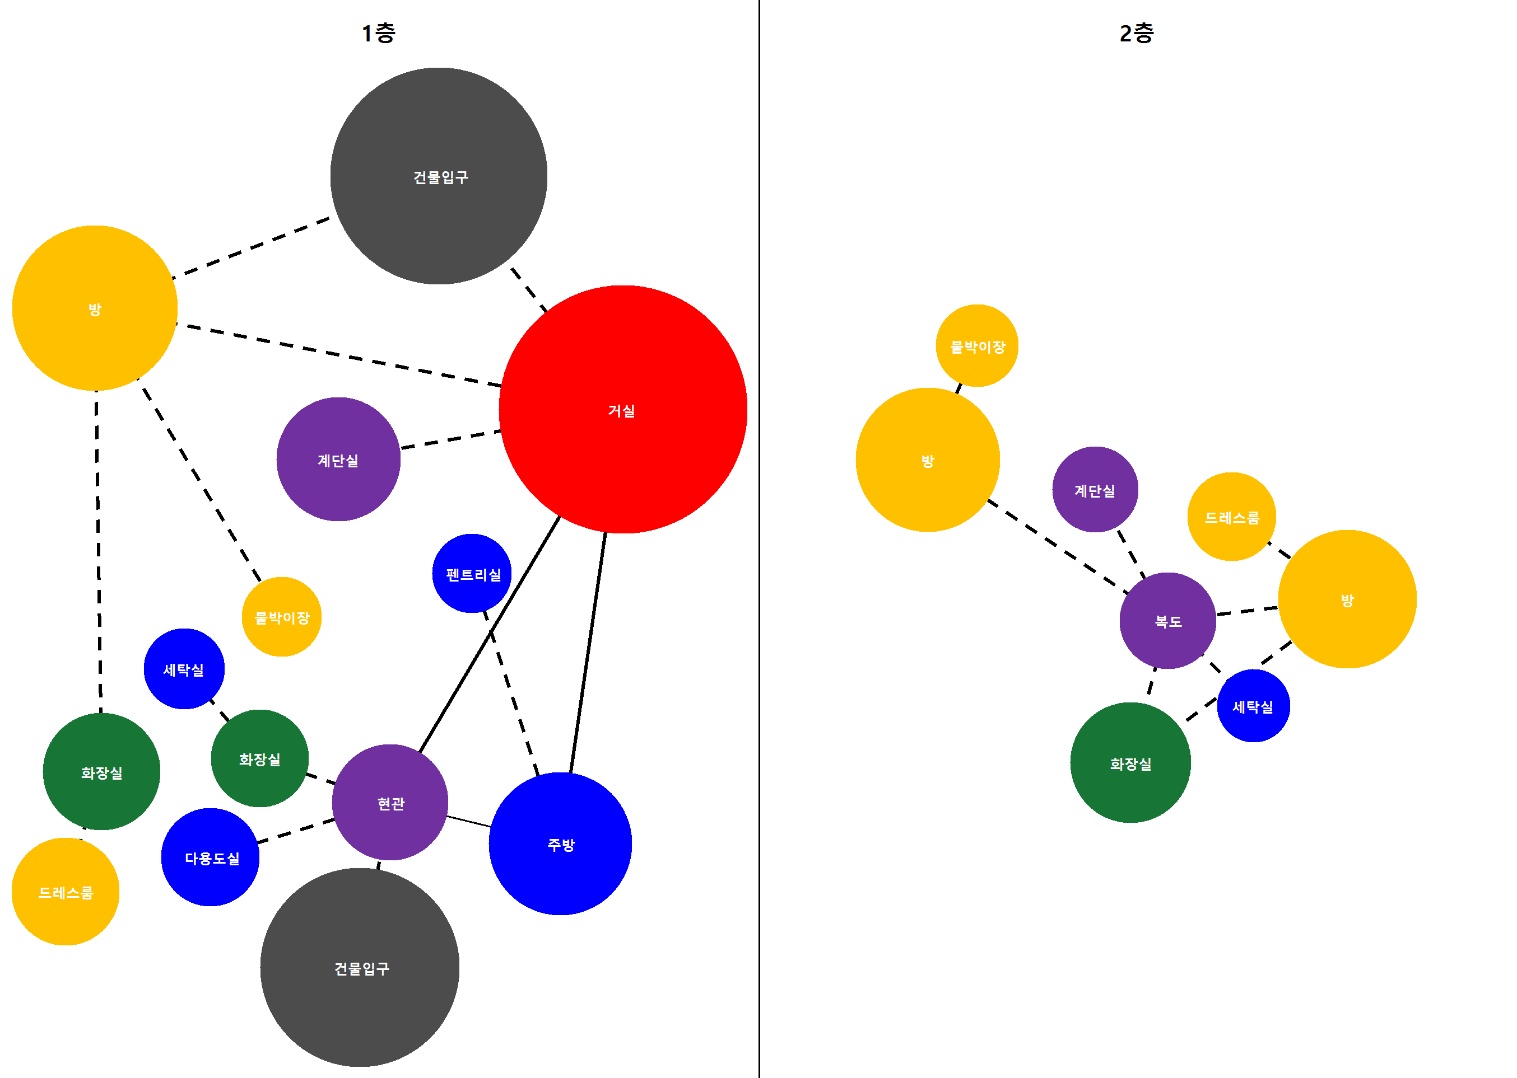 1층
건물입구
방
거실
계단실
펜트리실
붙박이장
세탁실
화장실
화장실
현관
다용도실
주방
드레스룸
건물입구
2층
붙박이장
방
계단실
드레스룸
방
복도
세탁실
화장실